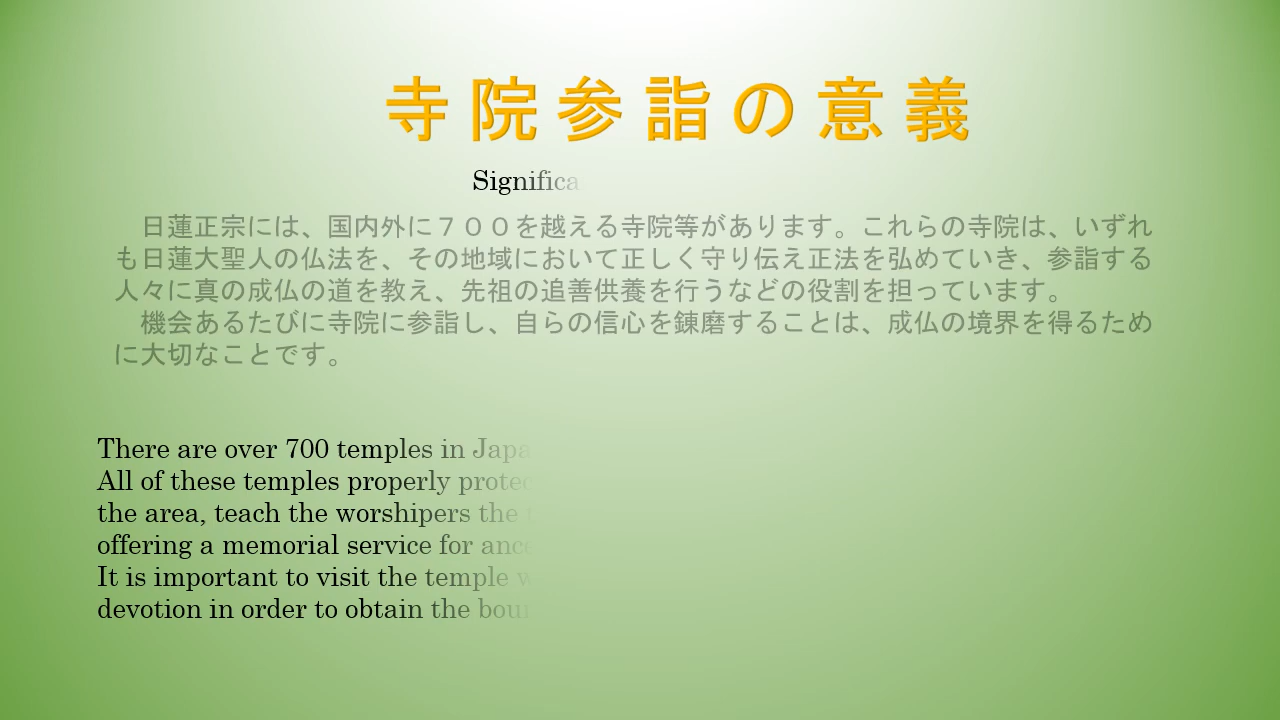 寺院参詣の意義
Significa
日蓮正宗には、国内外に７００を越える寺院等があります。これらの寺院は、いずれ
も日蓮大聖人の仏法を、その地域において正しく守り伝え正法を弘めていき、参詣する
人々に真の成仏の道を教え、先祖の追善供養を行うなどの役割を担っています。
機会あるたびに寺院に参詣し、自らの信心を錬磨することは、成仏の境界を得るため
に大切なことです。
There are over 700 temples in Japa
All of these temples properly protec
the area, teach the worshipers the
offering a memorial service for anc
It is important to visit the temple
devotion in order to obtain the bou